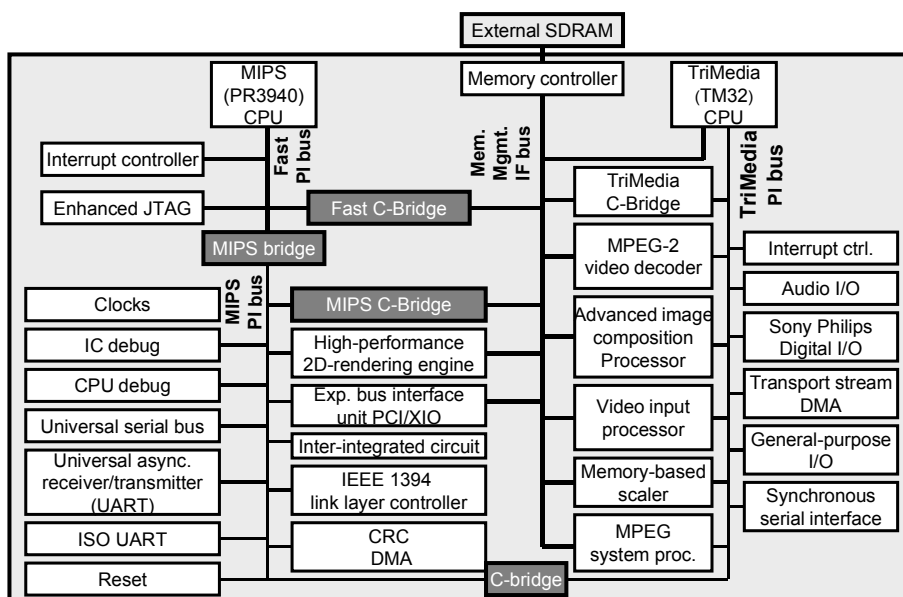 External SDRAM
MIPS
(PR3940)
CPU
Memory controller
TriMedia
(TM32)
CPU
Fast
PI bus
Mem.
Mgmt.
IF bus
TriMedia
PI bus
Interrupt controller
Enhanced JTAG
Fast C-Bridge
TriMedia
C-Bridge
MIPS bridge
MPEG-2
video decoder
Interrupt ctrl.
MIPS
PI bus
Clocks
MIPS C-Bridge
Audio I/O
Advanced image
composition
Processor
IC debug
High-performance
2D-rendering engine
Sony Philips
Digital I/O
CPU debug
Exp. bus interface
unit PCI/XIO
Transport stream
DMA
Universal serial bus
Video input
processor
Inter-integrated circuit
General-purpose
I/O
Universal async.
receiver/transmitter
(UART)
IEEE 1394
link layer controller
Memory-based
scaler
Synchronous
serial interface
ISO UART
CRC
DMA
MPEG
system proc.
Reset
C-bridge